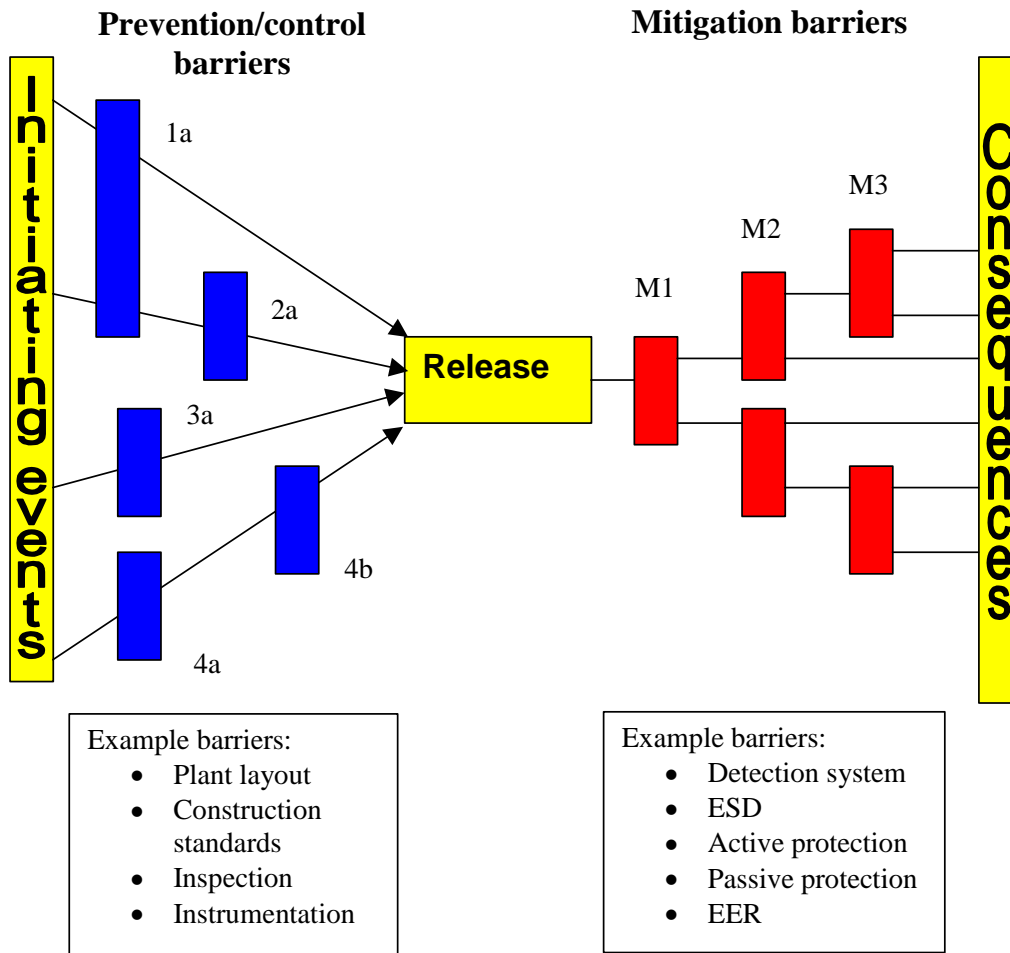 Prevention/control
barriers
Mitigation barriers
Initiating events
1a
2a
3a
4b
4a
Release
M1
M2
M3
Consequences
Example barriers:
• Plant layout
• Construction
standards
• Inspection
• Instrumentation
Example barriers:
• Detection system
• ESD
• Active protection
• Passive protection
• EER